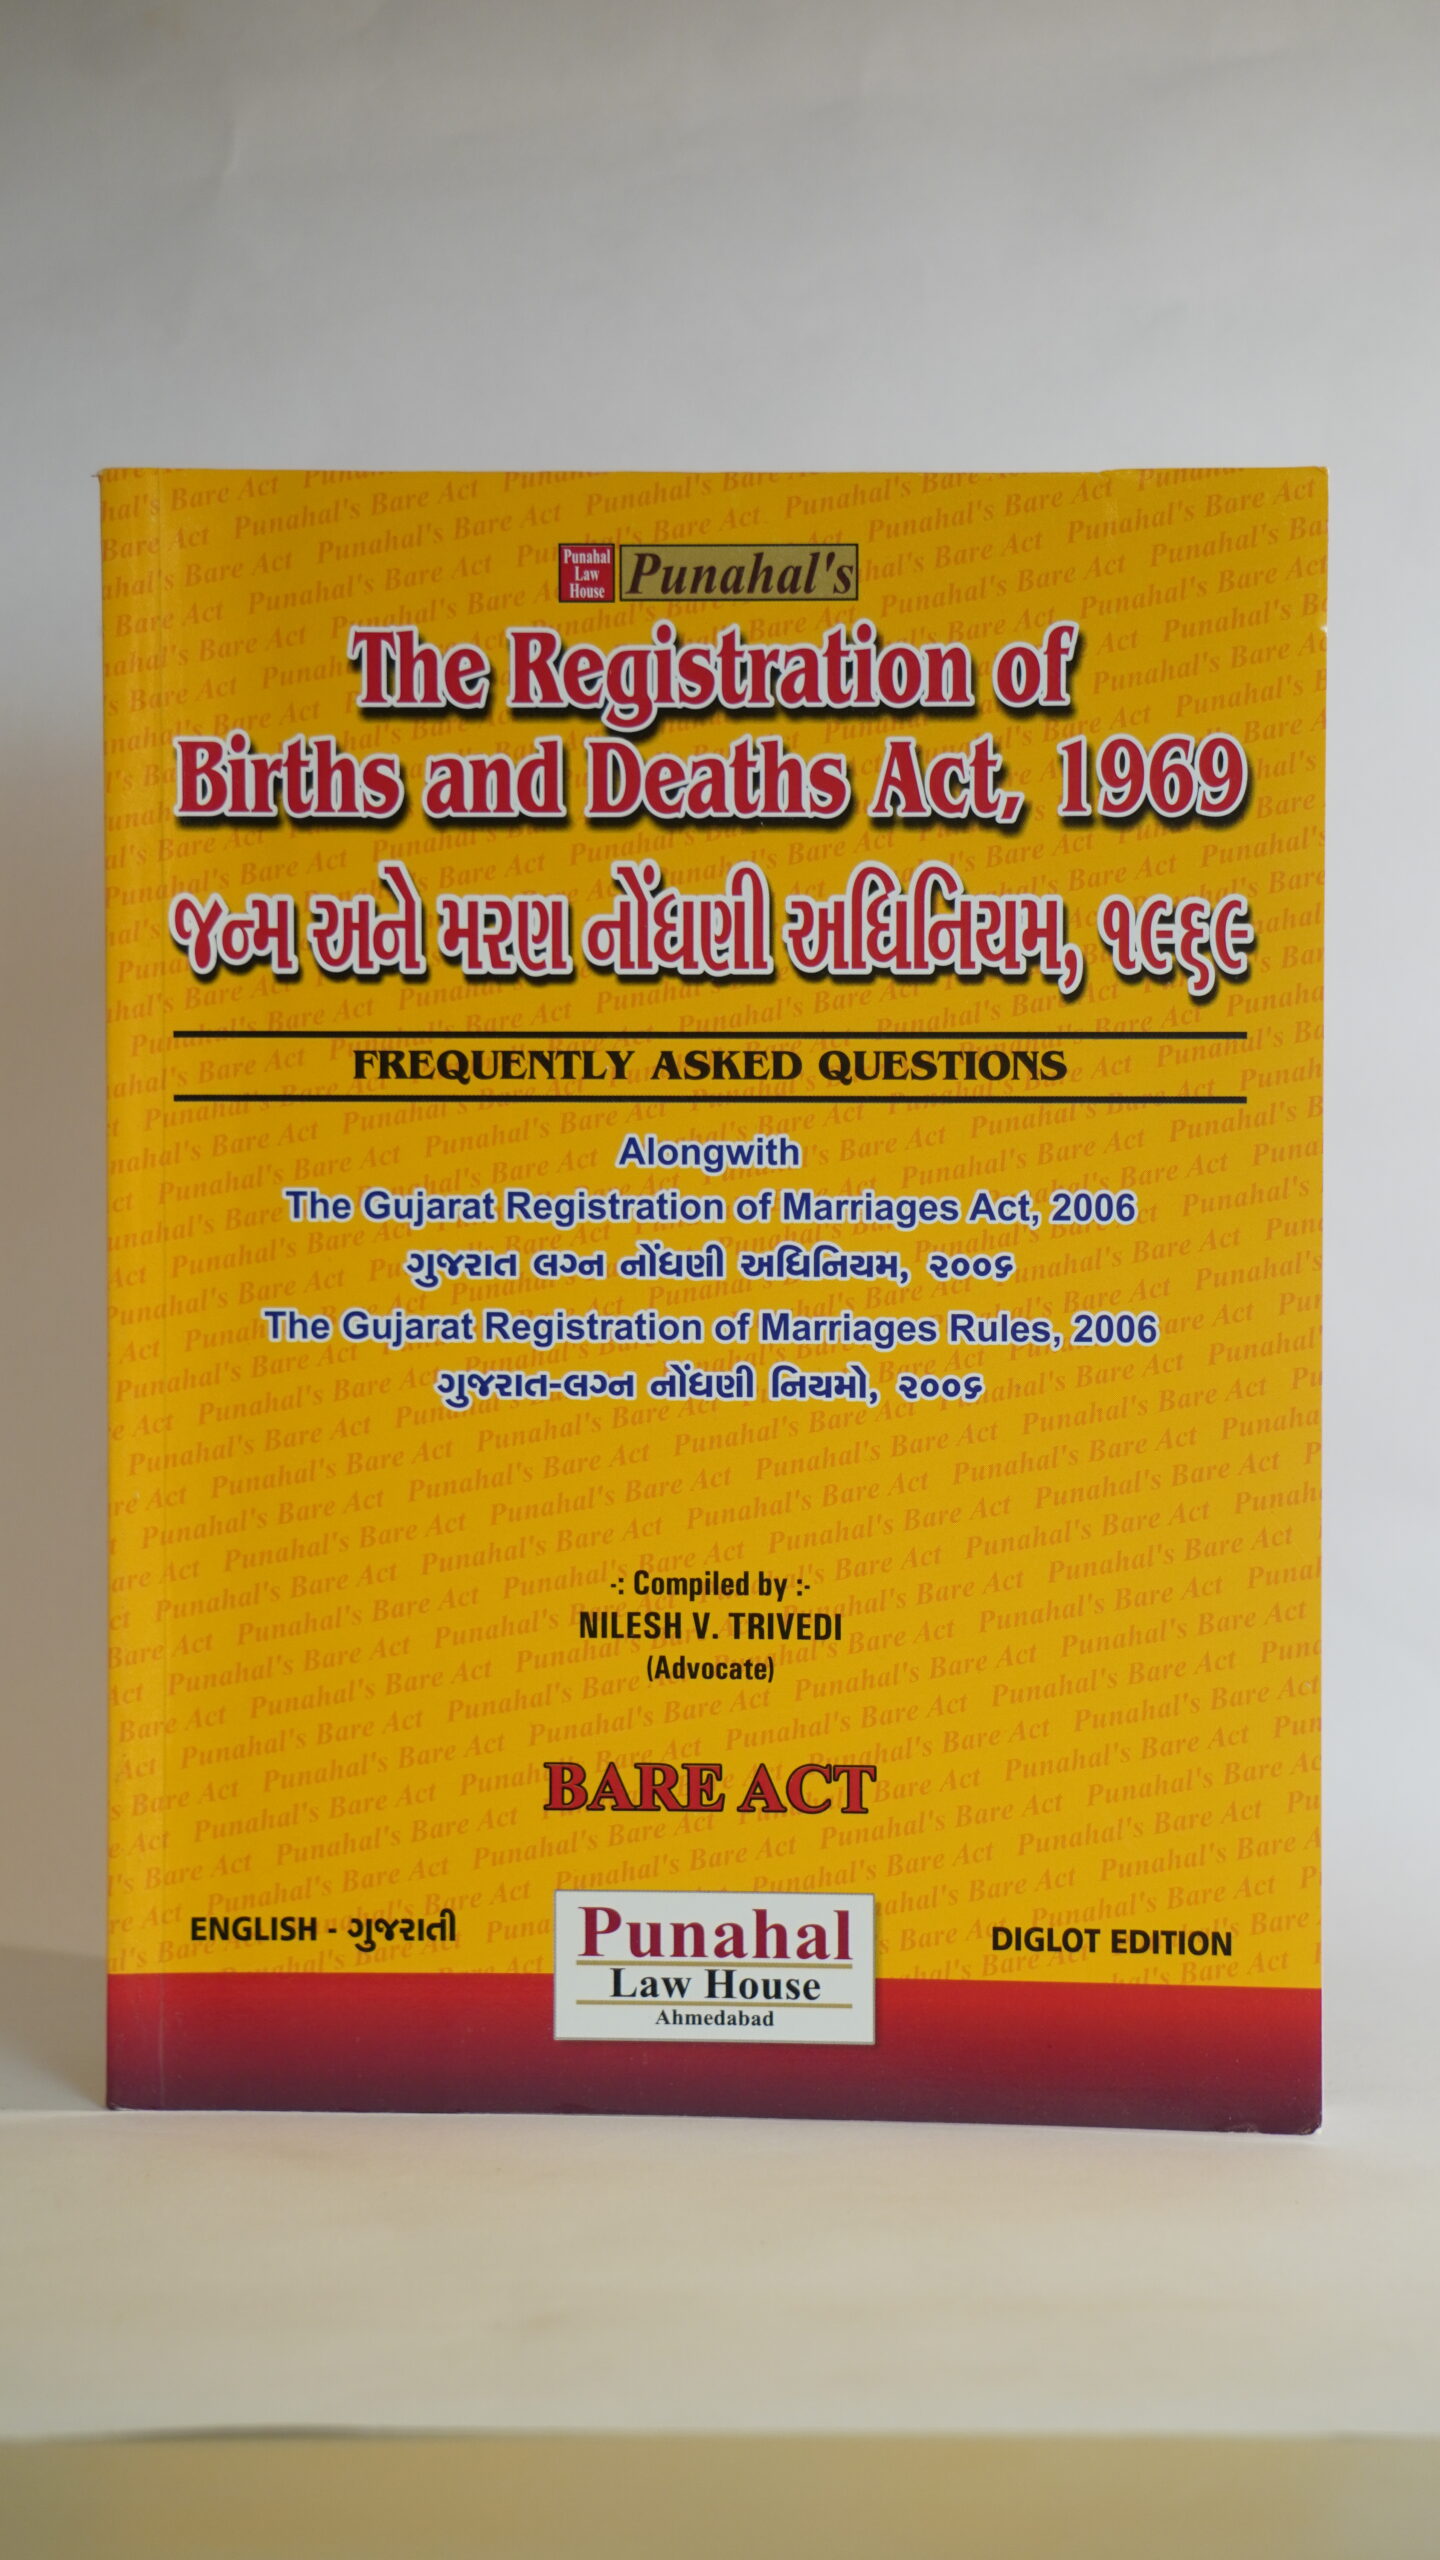 Punahal Law House Punahal's
The Registration of
Births and Deaths Act, 1969
જન્મ અને મરણ નોંધણી અધિનિયમ, ૧૯૬૯
FREQUENTLY ASKED QUESTIONS
Alongwith
The Gujarat Registration of Marriages Act, 2006
ગુજરાત લગ્ન નોંધણી અધિનિયમ, ૨૦૦૬
The Gujarat Registration of Marriages Rules, 2006
ગુજરાત-લગ્ન નોંધણી નિયમો, ૨૦૦૬
-: Compiled by :-
NILESH V. TRIVEDI
(Advocate)
BARE ACT
ENGLISH - ગુજરાતી
DIGLOT EDITION
Punahal
Law House
Ahmedabad